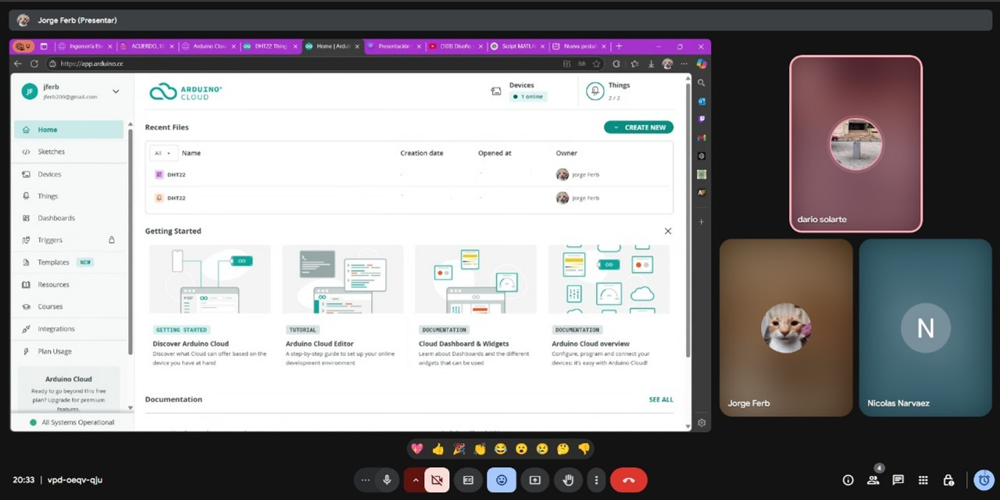 Jorge Ferb (Presentar)
Ingeniería Ele
ACUERDO_10
Arduino Clou
DHT22 Thing
Home | Ardui
Presentación
(108) Diseño y
Script MATLA
Nueva pestañ
https://app.arduino.cc
JF
jferb
jferb209@gmail.com
ARDUINO
CLOUD
Devices
1 online
Things
2 / 2
Home
Sketches
Devices
Things
Dashboards
Triggers
Templates NEW
Resources
Courses
Integrations
Plan Usage
Arduino Cloud
Ready to go beyond this free
plan? Upgrade for premium
features.
All Systems Operational
Recent Files
CREATE NEW
All Name Creation date Opened at Owner
DHT22 - - Jorge Ferb
DHT22 - - Jorge Ferb
Getting Started
GETTING STARTED
Discover Arduino Cloud
Discover what Cloud can offer based on the
device you have at hand
TUTORIAL
Arduino Cloud Editor
A step-by-step guide to set up your online
development environment
DOCUMENTATION
Cloud Dashboard & Widgets
Learn about Dashboards and the different
widgets that can be used
DOCUMENTATION
Arduino Cloud overview
Configure, program and connect your
devices: it's easy with Arduino Cloud!
Documentation
SEE ALL
dario solarte
Jorge Ferb
N
Nicolas Narvaez
20:33 | vpd-oeqv-qju
4